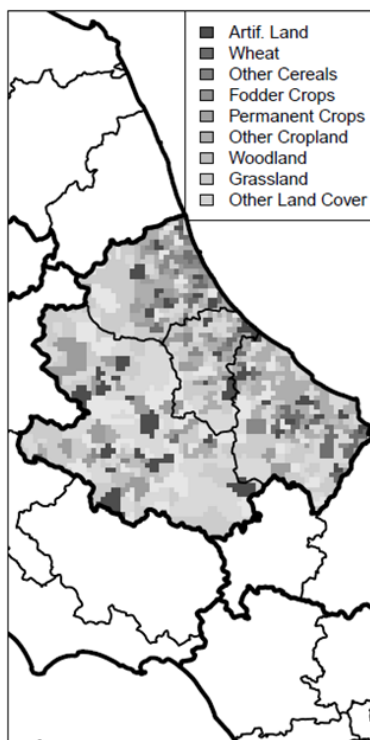 Artif. Land
Wheat
Other Cereals
Fodder Crops
Permanent Crops
Other Cropland
Woodland
Grassland
Other Land Cover